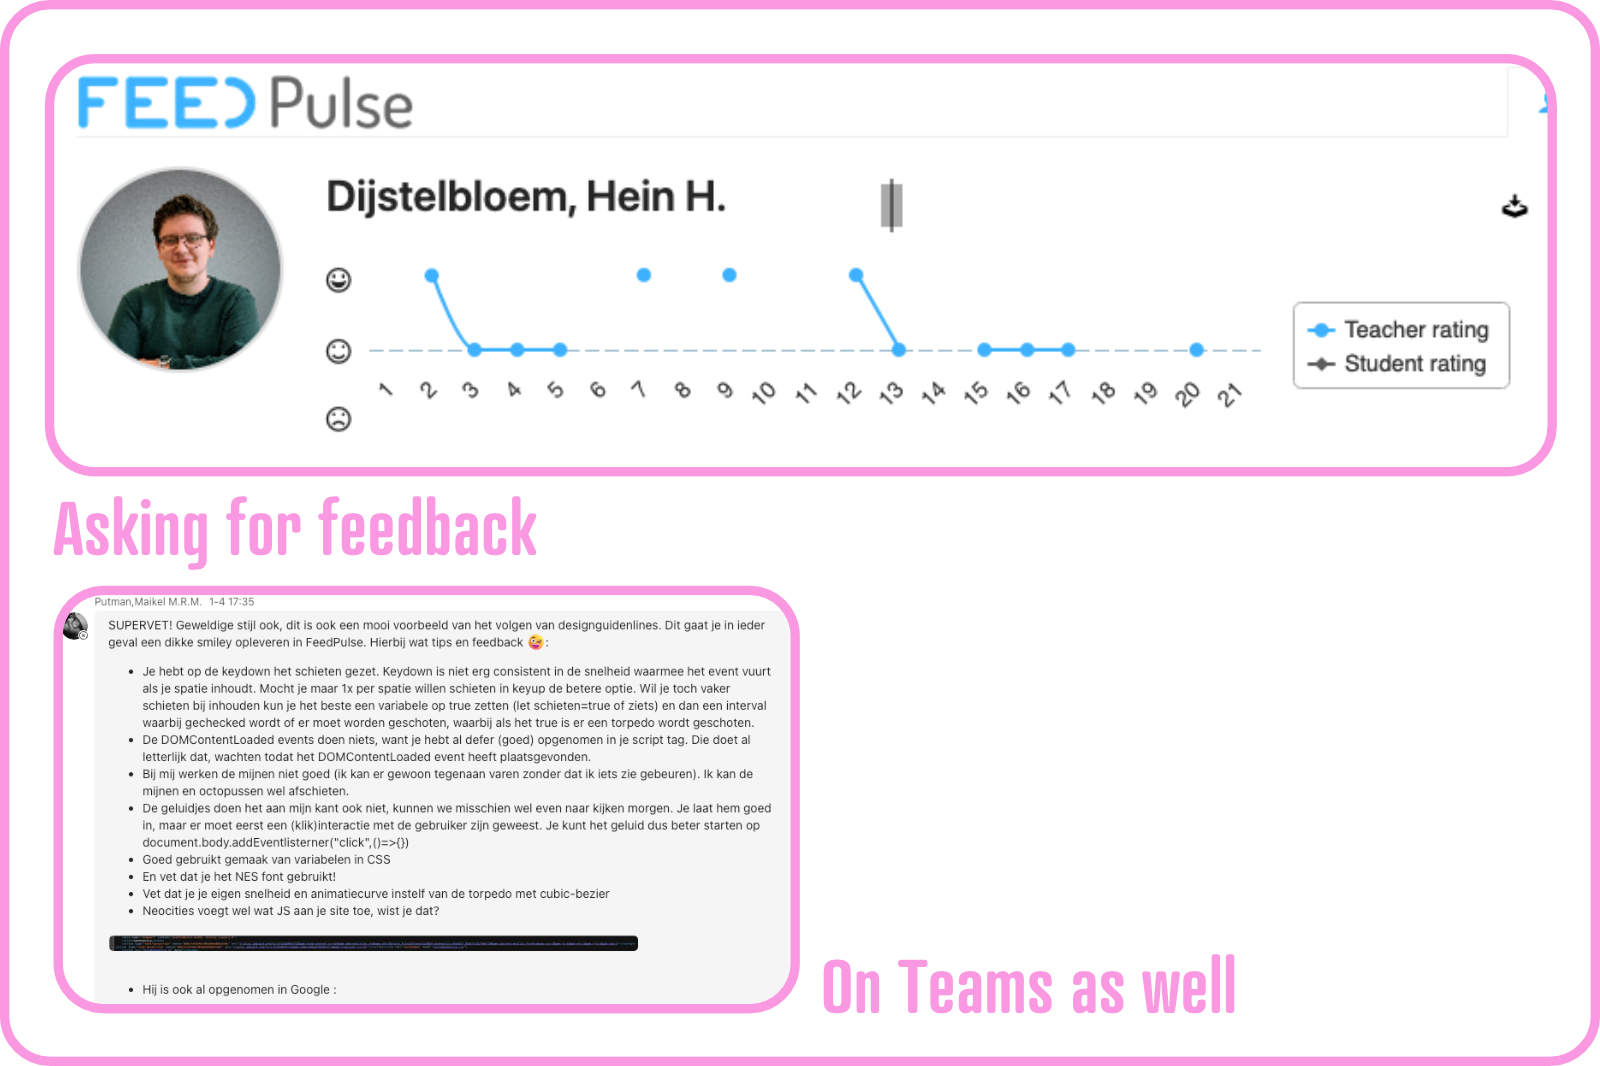 FEED Pulse
Dijstelbloem, Hein H.
Teacher rating
Student rating
1 2 3 4 5 6 7 8 9 10 11 12 13 14 15 16 17 18 19 20 21
Asking for feedback
Putman,Maikel M.R.M. 1-4 17:35
SUPERVET! Geweldige stijl ook, dit is ook een mooi voorbeeld van het volgen van designguidenlines. Dit gaat je in ieder
geval een dikke smiley opleveren in FeedPulse. Hierbij wat tips en feedback 😜:
• Je hebt op de keydown het schieten gezet. Keydown is niet erg consistent in de snelheid waarmee het event vuurt
als je spatie inhoudt. Mocht je maar 1x per spatie willen schieten in keyup de betere optie. Wil je toch vaker
schieten bij inhouden kun je het beste een variabele op true zetten (let schieten=true of ziets) en dan een interval
waarbij gechecked wordt of er moet worden geschoten, waarbij als het true is er een torpedo wordt geschoten.
• De DOMContentLoaded events doen niets, want je hebt al defer (goed) opgenomen in je script tag. Die doet al
letterlijk dat, wachten todat het DOMContentLoaded event heeft plaatsgevonden.
• Bij mij werken de mijnen niet goed (ik kan er gewoon tegenaan varen zonder dat ik iets zie gebeuren). Ik kan de
mijnen en octopussen wel afschieten.
• De geluidjes doen het aan mijn kant ook niet, kunnen we misschien wel even naar kijken morgen. Je laat hem goed
in, maar er moet eerst een (klik)interactie met de gebruiker zijn geweest. Je kunt het geluid dus beter starten op
document.body.addEventlisterner("click",()=>{})
• Goed gebruikt gemaak van variabelen in CSS
• En vet dat je het NES font gebruikt!
• Vet dat je je eigen snelheid en animatiecurve instelf van de torpedo met cubic-bezier
• Neocities voegt wel wat JS aan je site toe, wist je dat?
• Hij is ook al opgenomen in Google :
On Teams as well